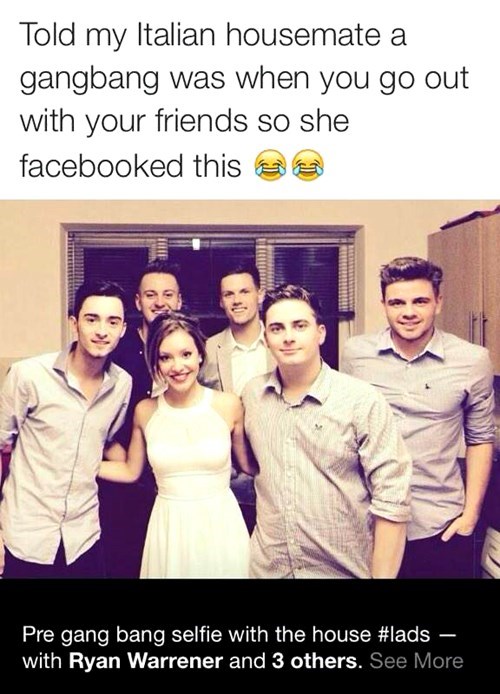 Told my Italian housemate a
gangbang was when you go out
with your friends so she
facebooked this 😂😂
Pre gang bang selfie with the house #lads —
with Ryan Warrener and 3 others. See More